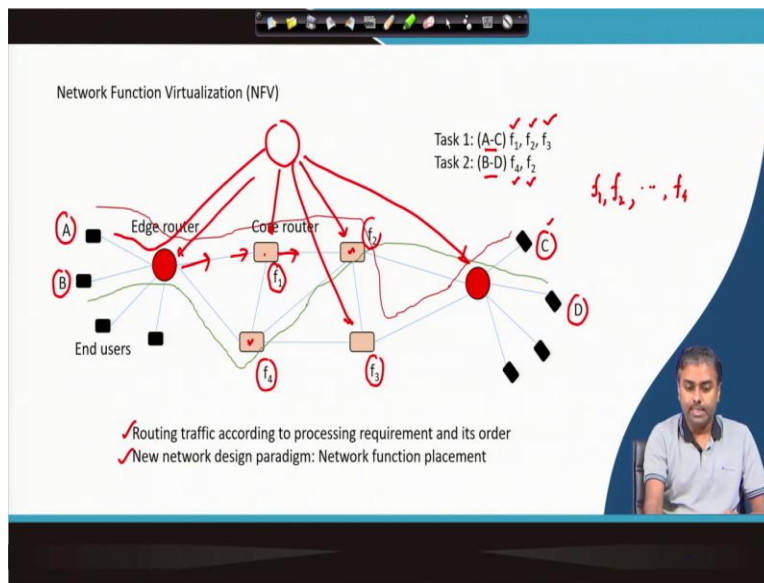 Network Function Virtualization (NFV)
Task 1: (A-C) f₁, f₂, f₃
Task 2: (B-D) f₄, f₂
f₁, f₂, ..., f₄
A
Edge router
Core router
f₂
C
B
f₁
D
End users
f₄
f₃
Routing traffic according to processing requirement and its order
New network design paradigm: Network function placement